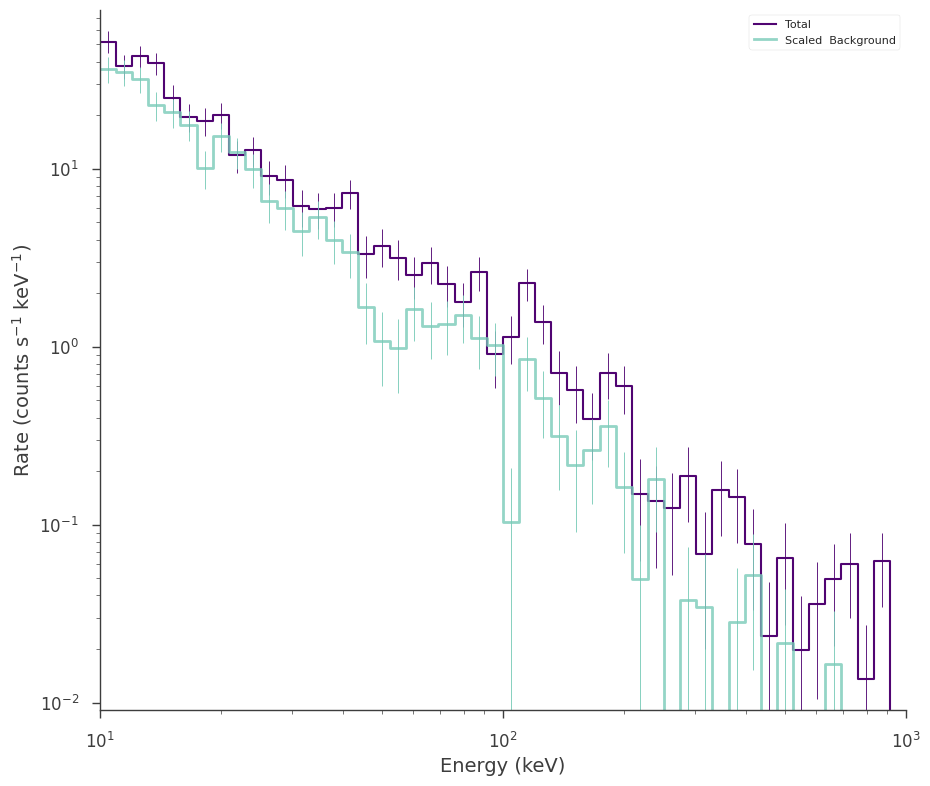 Total
Scaled Background
10¹
10⁰
10⁻¹
10⁻²
Rate (counts s⁻¹ keV⁻¹)
10¹
10²
10³
Energy (keV)